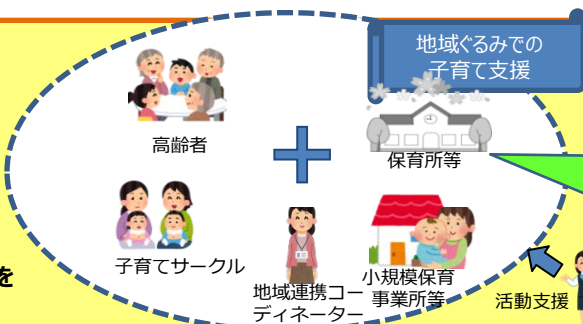 地域ぐるみでの
子育て支援
高齢者
保育所等
子育てサークル
地域連携コー
ディネーター
小規模保育
事業所等
活動支援
を